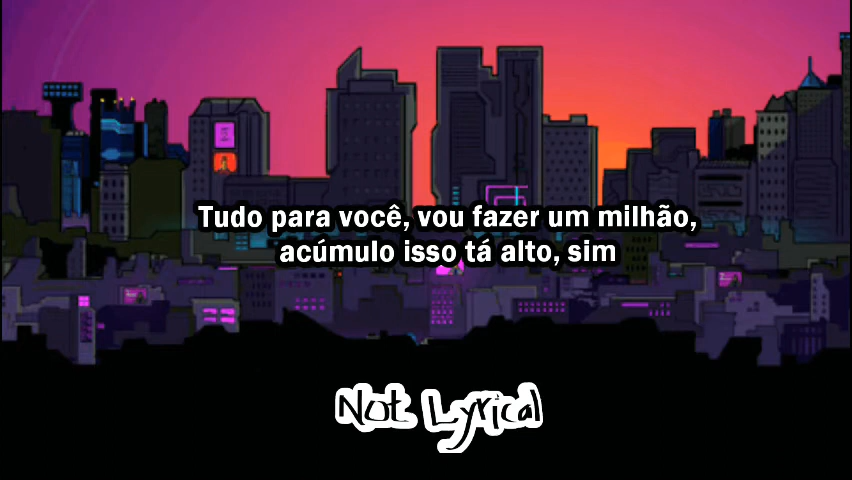 Tudo para você, vou fazer um milhão,
acúmulo isso tá alto, sim
Not Lyrical